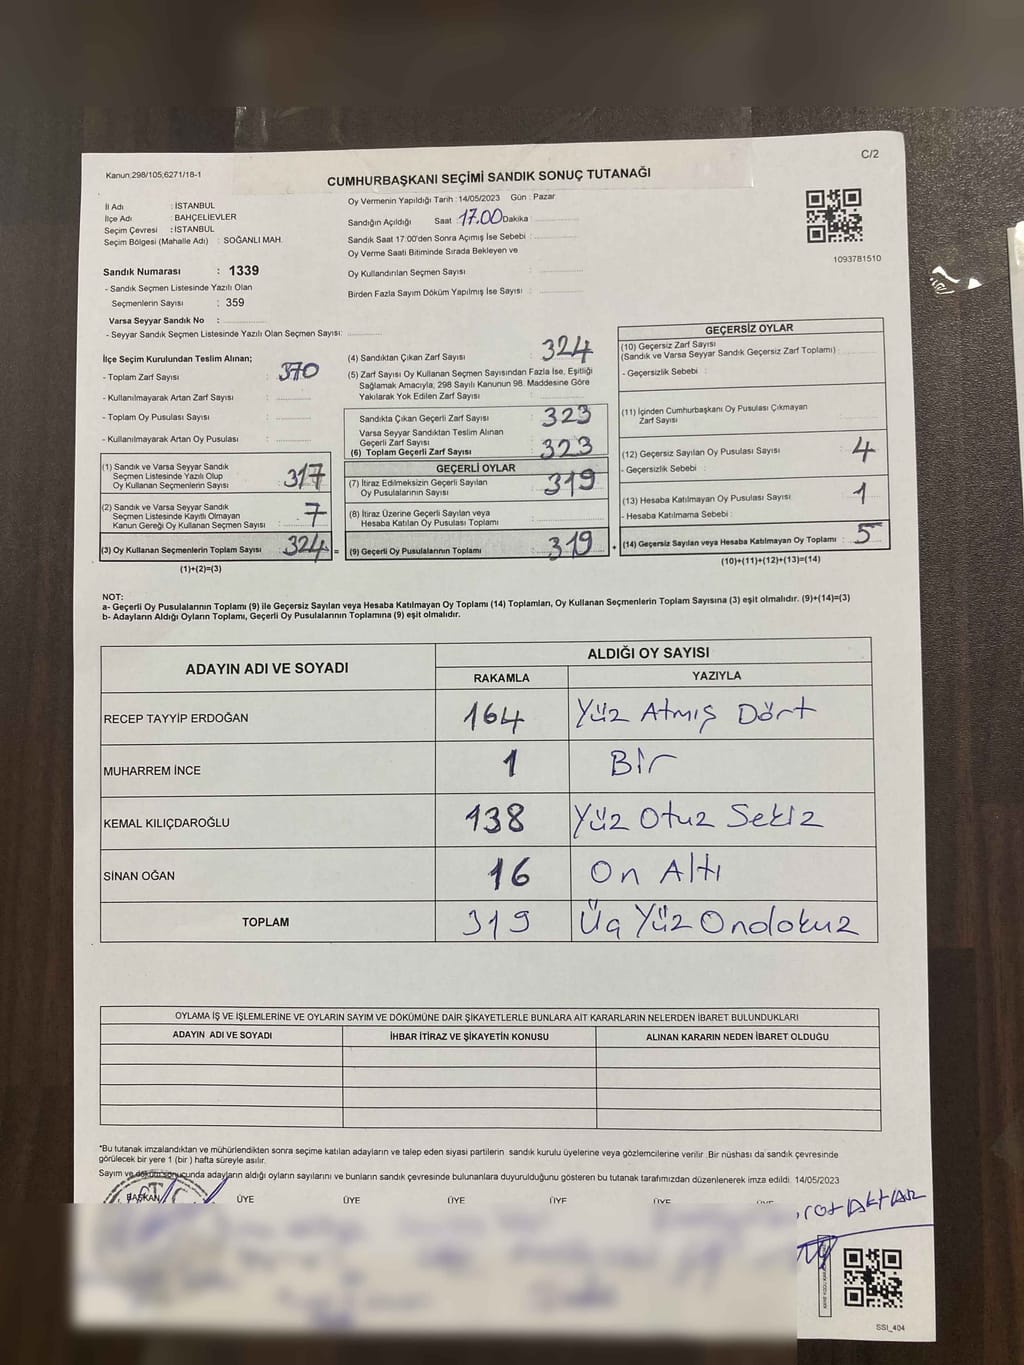 C/2
Kanun:298/105,6271/18-1
CUMHURBAŞKANI SEÇİMİ SANDIK SONUÇ TUTANAĞI
İl Adı : İSTANBUL
İlçe Adı : BAHÇELİEVLER
Seçim Çevresi : İSTANBUL
Seçim Bölgesi (Mahalle Adı) : SOĞANLI MAH.
Oy Vermenin Yapıldığı Tarih : 14/05/2023 Gün : Pazar
Sandığın Açıldığı Saat 17.00 Dakika :
Sandık Saat 17:00'den Sonra Açımış İse Sebebi :
Oy Verme Saati Bitiminde Sırada Bekleyen ve
Oy Kullandırılan Seçmen Sayısı :
Birden Fazla Sayım Döküm Yapılmış İse Sayısı :
1093781510
Sandık Numarası : 1339
- Sandık Seçmen Listesinde Yazılı Olan
Seçmenlerin Sayısı : 359
Varsa Seyyar Sandık No :
- Seyyar Sandık Seçmen Listesinde Yazılı Olan Seçmen Sayısı:
İlçe Seçim Kurulundan Teslim Alınan;
- Toplam Zarf Sayısı : 370
- Kullanılmayarak Artan Zarf Sayısı :
- Toplam Oy Pusulası Sayısı :
- Kullanılmayarak Artan Oy Pusulası :
(1) Sandık ve Varsa Seyyar Sandık
Seçmen Listesinde Yazılı Olup
Oy Kullanan Seçmenlerin Sayısı : 317
(2) Sandık ve Varsa Seyyar Sandık
Seçmen Listesinde Kayıtlı Olmayan
Kanun Gereği Oy Kullanan Seçmen Sayısı : 7
(3) Oy Kullanan Seçmenlerin Toplam Sayısı : 324 =
(1)+(2)=(3)
(4) Sandıktan Çıkan Zarf Sayısı : 324
(5) Zarf Sayısı Oy Kullanan Seçmen Sayısından Fazla İse, Eşitliği
Sağlamak Amacıyla; 298 Sayılı Kanunun 98. Maddesine Göre
Yakılarak Yok Edilen Zarf Sayısı :
Sandıkta Çıkan Geçerli Zarf Sayısı : 323
Varsa Seyyar Sandıktan Teslim Alınan
Geçerli Zarf Sayısı :
(6) Toplam Geçerli Zarf Sayısı : 323
GEÇERLİ OYLAR
(7) İtiraz Edilmeksizin Geçerli Sayılan
Oy Pusulalarının Sayısı : 319
(8) İtiraz Üzerine Geçerli Sayılan veya
Hesaba Katılan Oy Pusulası Toplamı :
(9) Geçerli Oy Pusulalarının Toplamı : 319 +
GEÇERSİZ OYLAR
(10) Geçersiz Zarf Sayısı
(Sandık ve Varsa Seyyar Sandık Geçersiz Zarf Toplamı) :
- Geçersizlik Sebebi :
(11) İçinden Cumhurbaşkanı Oy Pusulası Çıkmayan
Zarf Sayısı :
(12) Geçersiz Sayılan Oy Pusulası Sayısı : 4
- Geçersizlik Sebebi :
(13) Hesaba Katılmayan Oy Pusulası Sayısı : 1
- Hesaba Katılmama Sebebi :
(14) Geçersiz Sayılan veya Hesaba Katılmayan Oy Toplamı : 5
(10)+(11)+(12)+(13)=(14)
NOT:
a- Geçerli Oy Pusulalarının Toplamı (9) ile Geçersiz Sayılan veya Hesaba Katılmayan Oy Toplamı (14) Toplamları, Oy Kullanan Seçmenlerin Toplam Sayısına (3) eşit olmalıdır. (9)+(14)=(3)
b- Adayların Aldığı Oyların Toplamı, Geçerli Oy Pusulalarının Toplamına (9) eşit olmalıdır.
ADAYIN ADI VE SOYADI
ALDIĞI OY SAYISI
RAKAMLA YAZIYLA
RECEP TAYYİP ERDOĞAN 164 Yüz Atmış Dört
MUHARREM İNCE 1 Bir
KEMAL KILIÇDAROĞLU 138 Yüz Otuz Sekiz
SİNAN OĞAN 16 On Altı
TOPLAM 319 Üç Yüz Ondokuz
OYLAMA İŞ VE İŞLEMLERİNE VE OYLARIN SAYIM VE DÖKÜMÜNE DAİR ŞİKAYETLERLE BUNLARA AİT KARARLARIN NELERDEN İBARET BULUNDUKLARI
ADAYIN ADI VE SOYADI İHBAR İTİRAZ VE ŞİKAYETİN KONUSU ALINAN KARARIN NEDEN İBARET OLDUĞU
*Bu tutanak imzalandıktan ve mühürlendikten sonra seçime katılan adayların ve talep eden siyasi partilerin sandık kurulu üyelerine veya gözlemcilerine verilir. Bir nüshası da sandık çevresinde
görülecek bir yere 1 (bir ) hafta süreyle asılır.
Sayım ve döküm sonucunda adayların aldığı oyların sayılarını ve bunların sandık çevresinde bulunanlara duyurulduğunu gösteren bu tutanak tarafımızdan düzenlenerek imza edildi. 14/05/2023
BAŞKAN ÜYE ÜYE ÜYE ÜYE ÜYE ÜYE
AKTAR
SSI_404